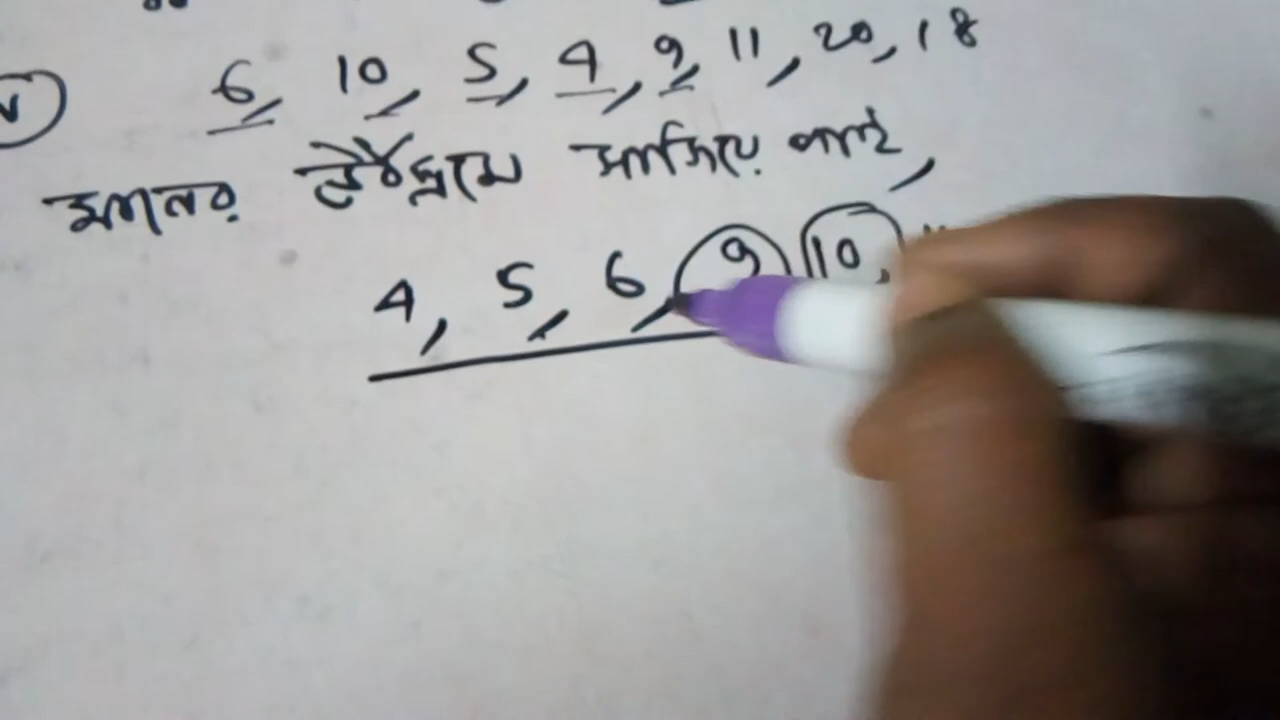 6, 10, 5, 4, 9, 11, 20, 18
মানের ঊর্ধ্বক্রমে সাজিয়ে পাই,
4, 5, 6, 9 10,